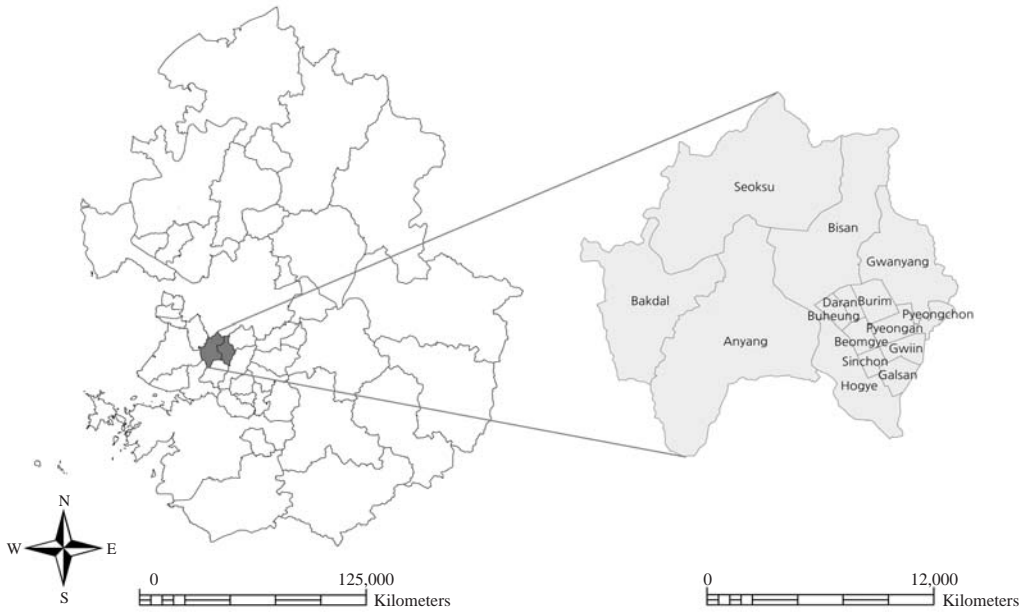 Seoksu
Bisan
Gwanyang
Bakdal
Daran
Burim
Buheung
Pyeongchon
Pyeongan
Anyang
Beomgye
Gwiin
Sinchon
Galsan
Hogye
N
W E
S
0 125,000
Kilometers
0 12,000
Kilometers